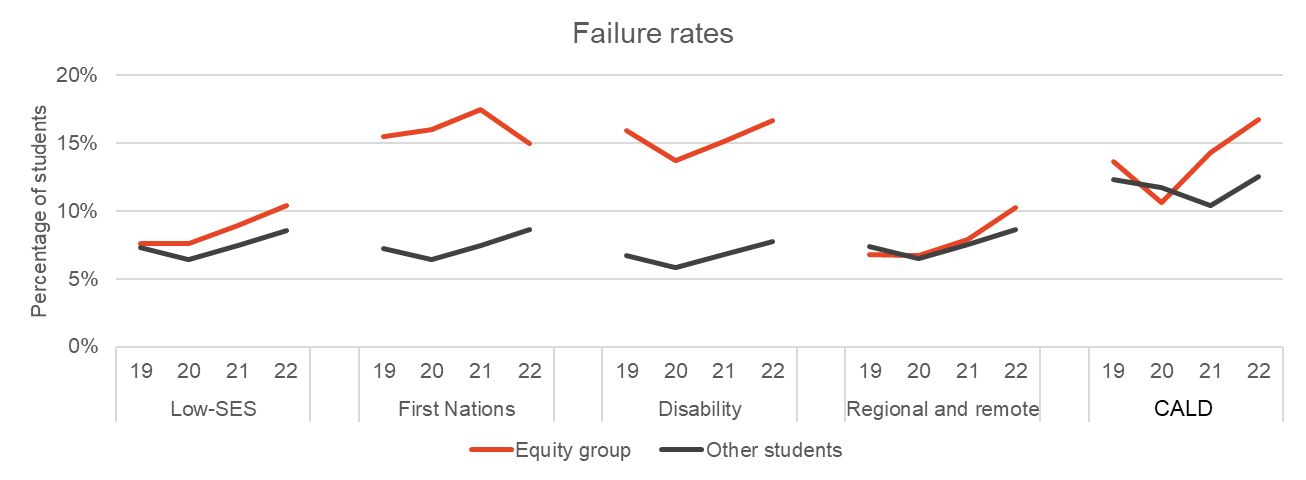 Failure rates
Percentage of students
20%
15%
10%
5%
0%
19 20 21 22 19 20 21 22 19 20 21 22 19 20 21 22 19 20 21 22
Low-SES First Nations Disability Regional and remote CALD
Equity group Other students